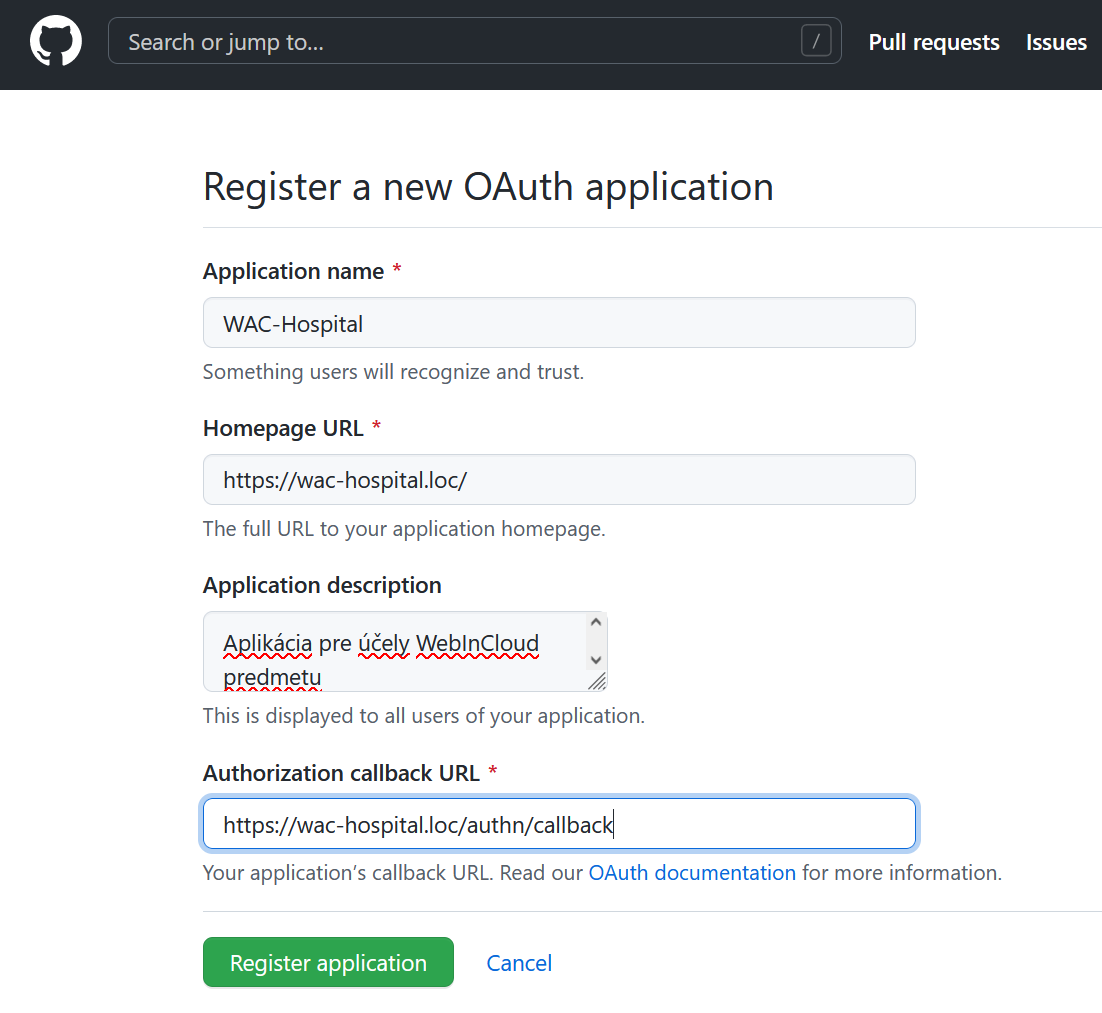 Search or jump to... /
Pull requests
Issues
Register a new OAuth application
Application name *
WAC-Hospital
Something users will recognize and trust.
Homepage URL *
https://wac-hospital.loc/
The full URL to your application homepage.
Application description
Aplikácia pre účely WebInCloud
predmetu
This is displayed to all users of your application.
Authorization callback URL *
https://wac-hospital.loc/authn/callback
Your application’s callback URL. Read our OAuth documentation for more information.
Register application
Cancel